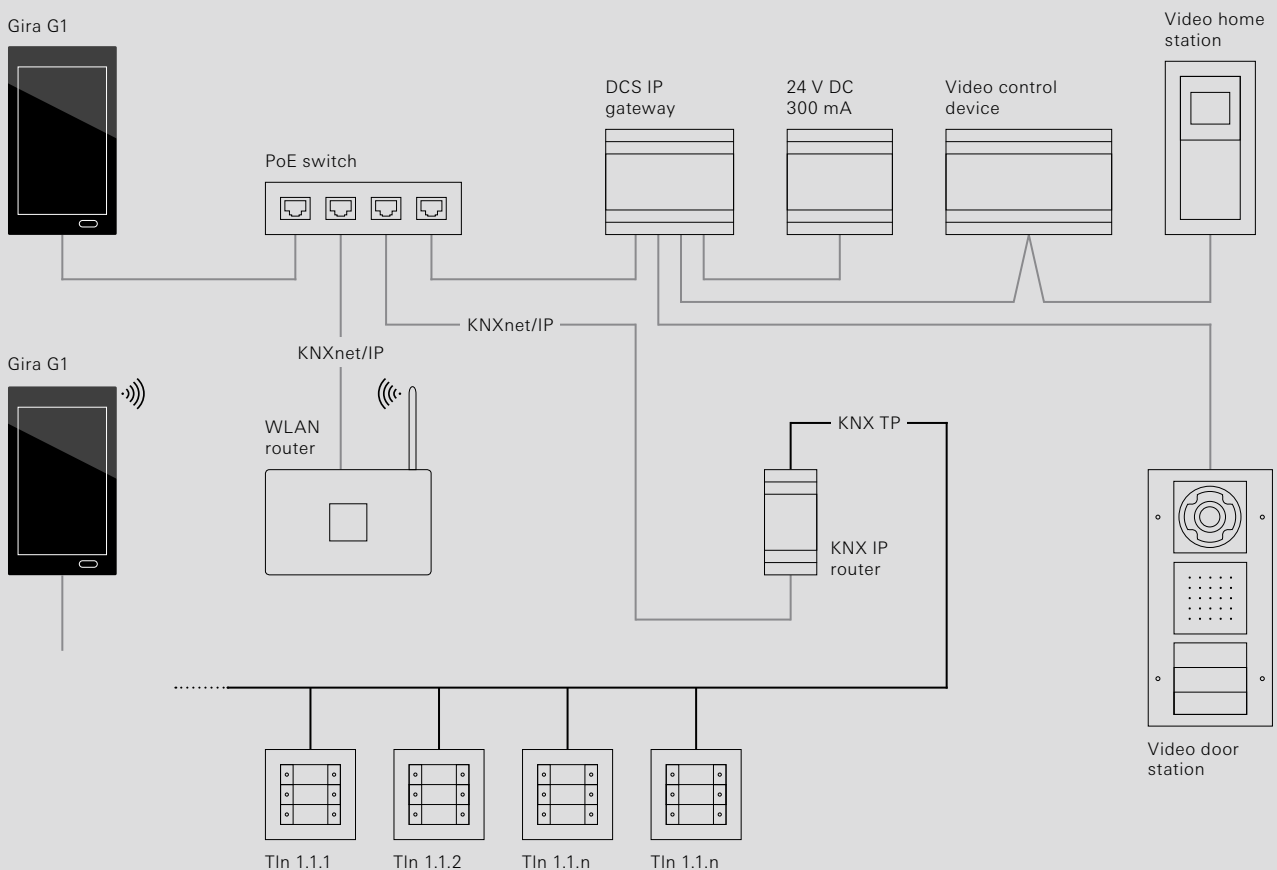 Gira G1
Video home
station
DCS IP
gateway
24 V DC
300 mA
Video control
device
PoE switch
KNXnet/IP
KNXnet/IP
Gira G1
WLAN
router
KNX TP
KNX IP
router
Video door
station
Tln 1.1.1
Tln 1.1.2
Tln 1.1.n
Tln 1.1.n